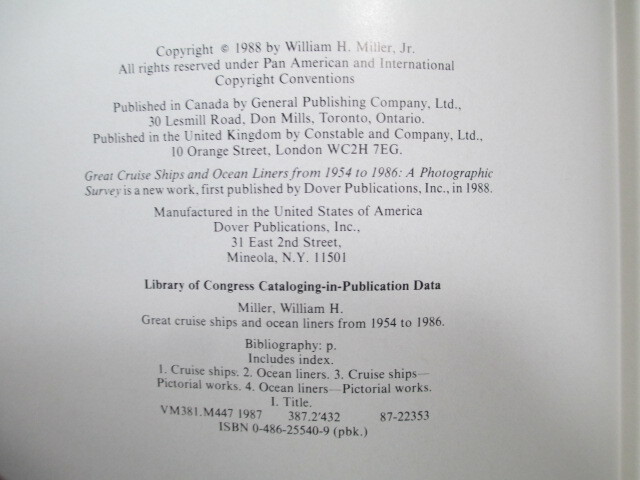 Copyright © 1988 by William H. Miller, Jr.
All rights reserved under Pan American and International
Copyright Conventions
Published in Canada by General Publishing Company, Ltd.,
30 Lesmill Road, Don Mills, Toronto, Ontario.
Published in the United Kingdom by Constable and Company, Ltd.,
10 Orange Street, London WC2H 7EG.
Great Cruise Ships and Ocean Liners from 1954 to 1986: A Photographic
Survey is a new work, first published by Dover Publications, Inc., in 1988.
Manufactured in the United States of America
Dover Publications, Inc.,
31 East 2nd Street,
Mineola, N.Y. 11501
Library of Congress Cataloging-in-Publication Data
Miller, William H.
Great cruise ships and ocean liners from 1954 to 1986.
Bibliography: p.
Includes index.
1. Cruise ships. 2. Ocean liners. 3. Cruise ships—
Pictorial works. 4. Ocean liners—Pictorial works.
I. Title.
VM381.M447 1987 387.2'432 87-22353
ISBN 0-486-25540-9 (pbk.)